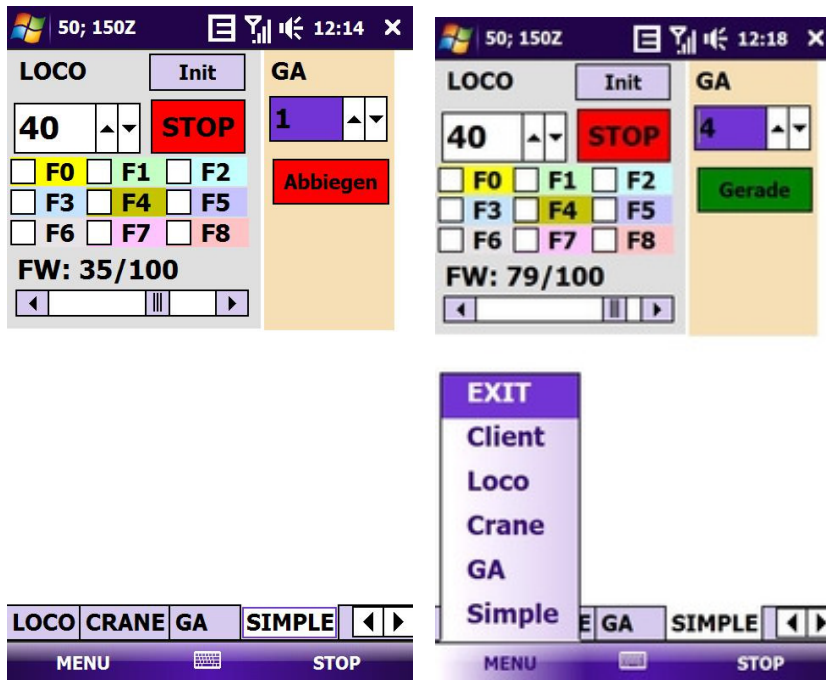 50; 150Z 12:14
LOCO Init GA
40 STOP 1
F0 F1 F2 Abbiegen
F3 F4 F5
F6 F7 F8
FW: 35/100
LOCO CRANE GA SIMPLE
MENU STOP
50; 150Z 12:18
LOCO Init GA
40 STOP 4
F0 F1 F2 Gerade
F3 F4 F5
F6 F7 F8
FW: 79/100
EXIT
Client
Loco
Crane
GA
Simple
E GA SIMPLE
MENU STOP